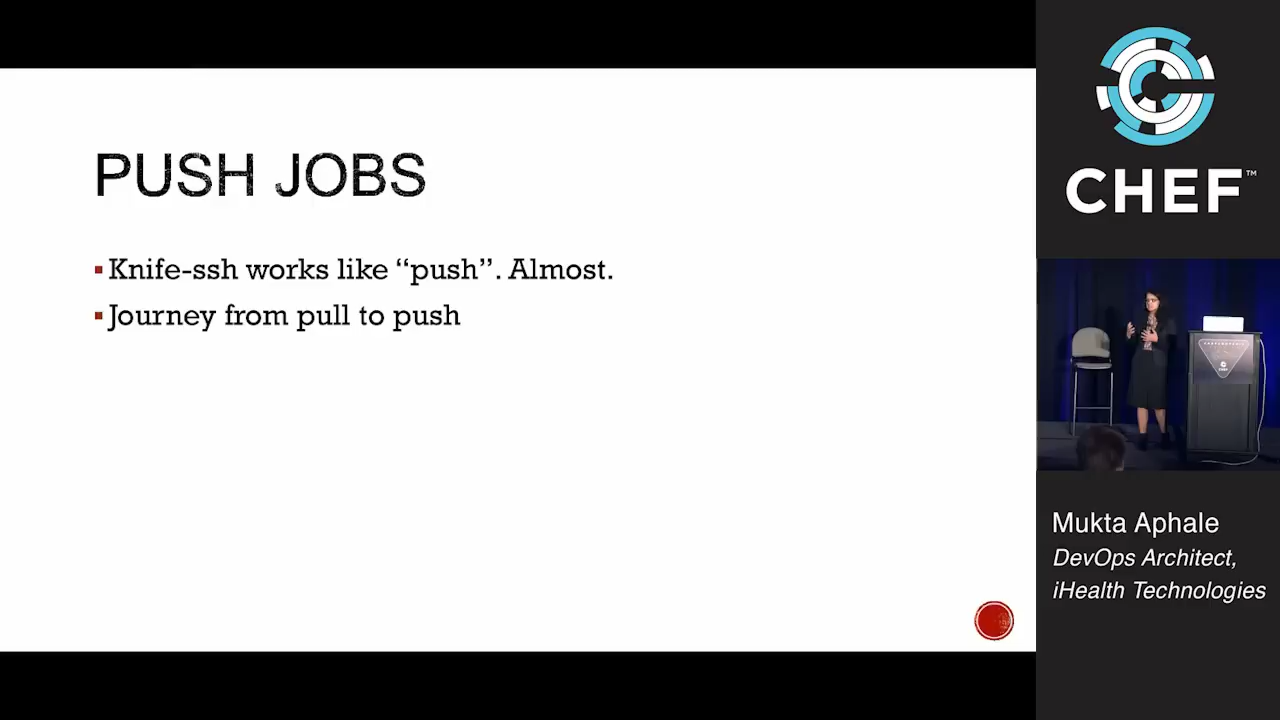 PUSH JOBS
Knife-ssh works like “push”. Almost.
Journey from pull to push
CHEF™
Mukta Aphale
DevOps Architect,
iHealth Technologies